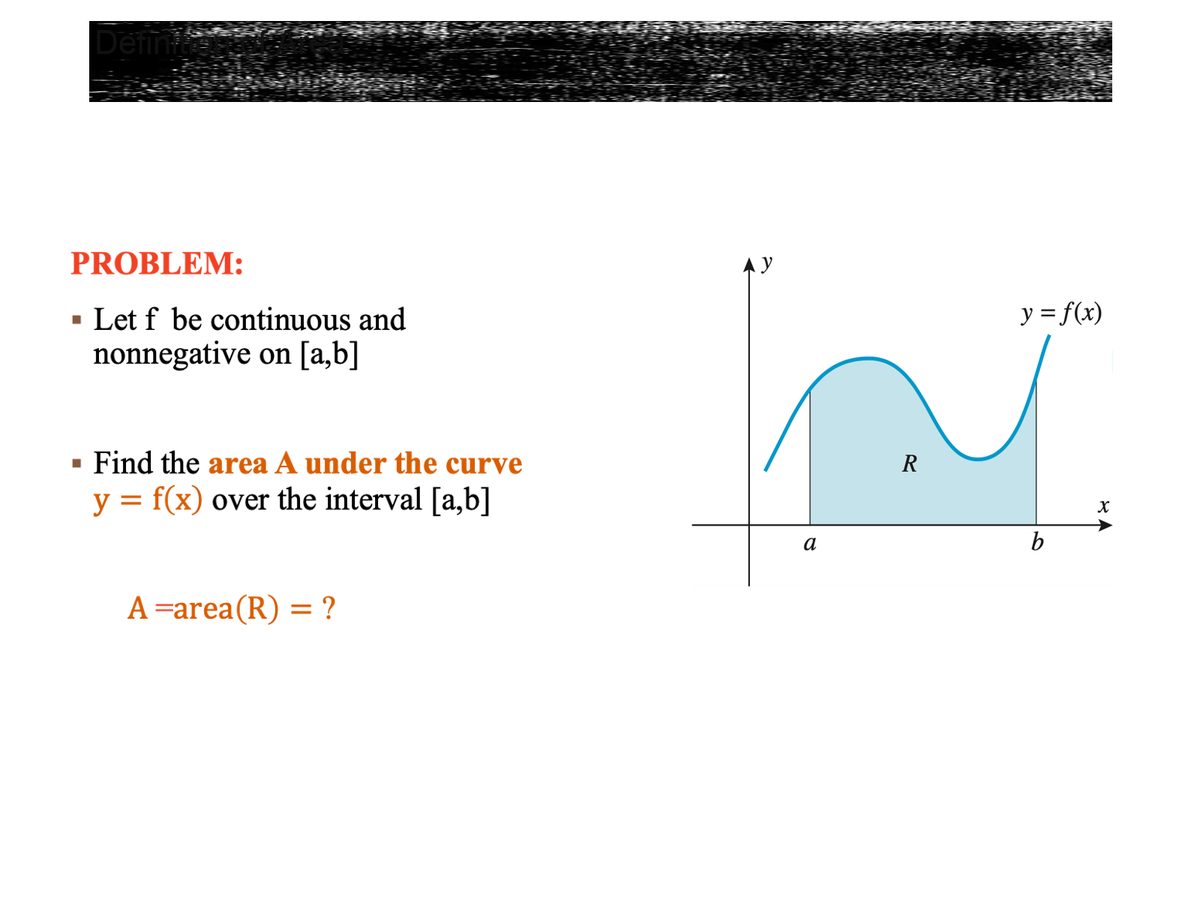 PROBLEM:
▪ Let f be continuous and
nonnegative on [a,b]
▪ Find the area A under the curve
y = f(x) over the interval [a,b]
A =area(R) = ?
y
y = f(x)
R
x
a
b